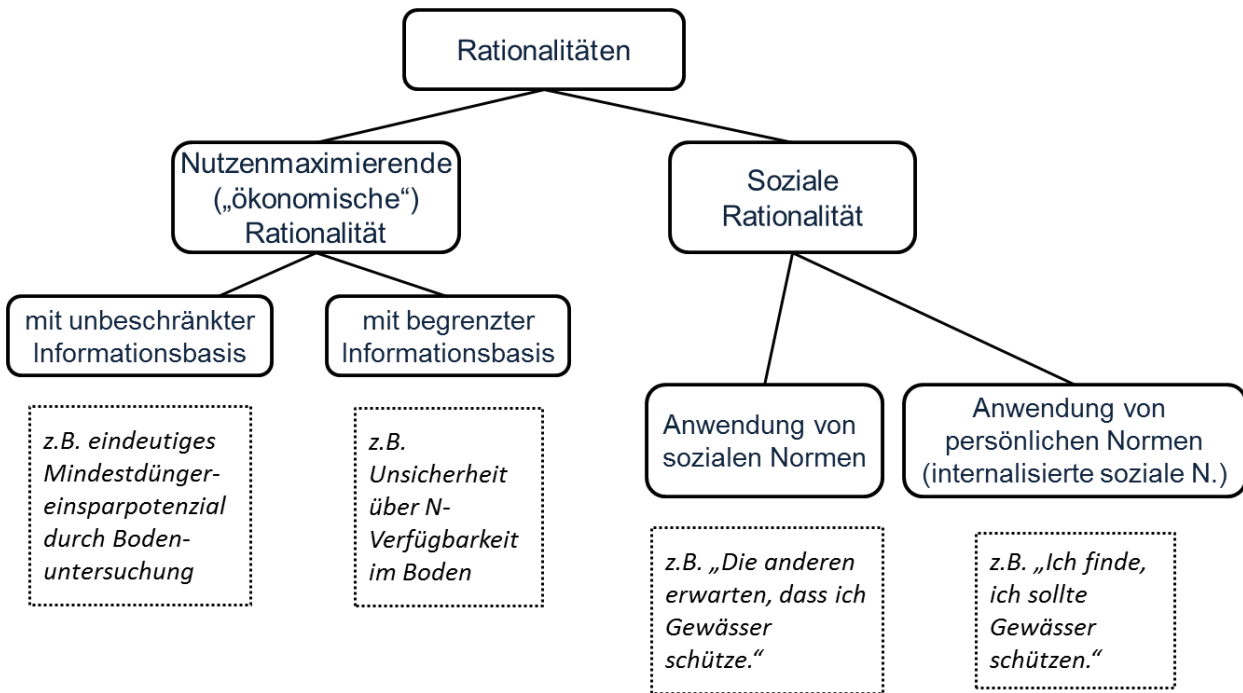 Rationalitäten
Nutzenmaximierende
(„ökonomische“)
Rationalität
Soziale
Rationalität
mit unbeschränkter
Informationsbasis
mit begrenzter
Informationsbasis
z.B. eindeutiges
Mindestdünger-
einsparpotenzial
durch Boden-
untersuchung
z.B.
Unsicherheit
über N-
Verfügbarkeit
im Boden
Anwendung von
sozialen Normen
Anwendung von
persönlichen Normen
(internalisierte soziale N.)
z.B. „Die anderen
erwarten, dass ich
Gewässer
schütze.“
z.B. „Ich finde,
ich sollte
Gewässer
schützen.“